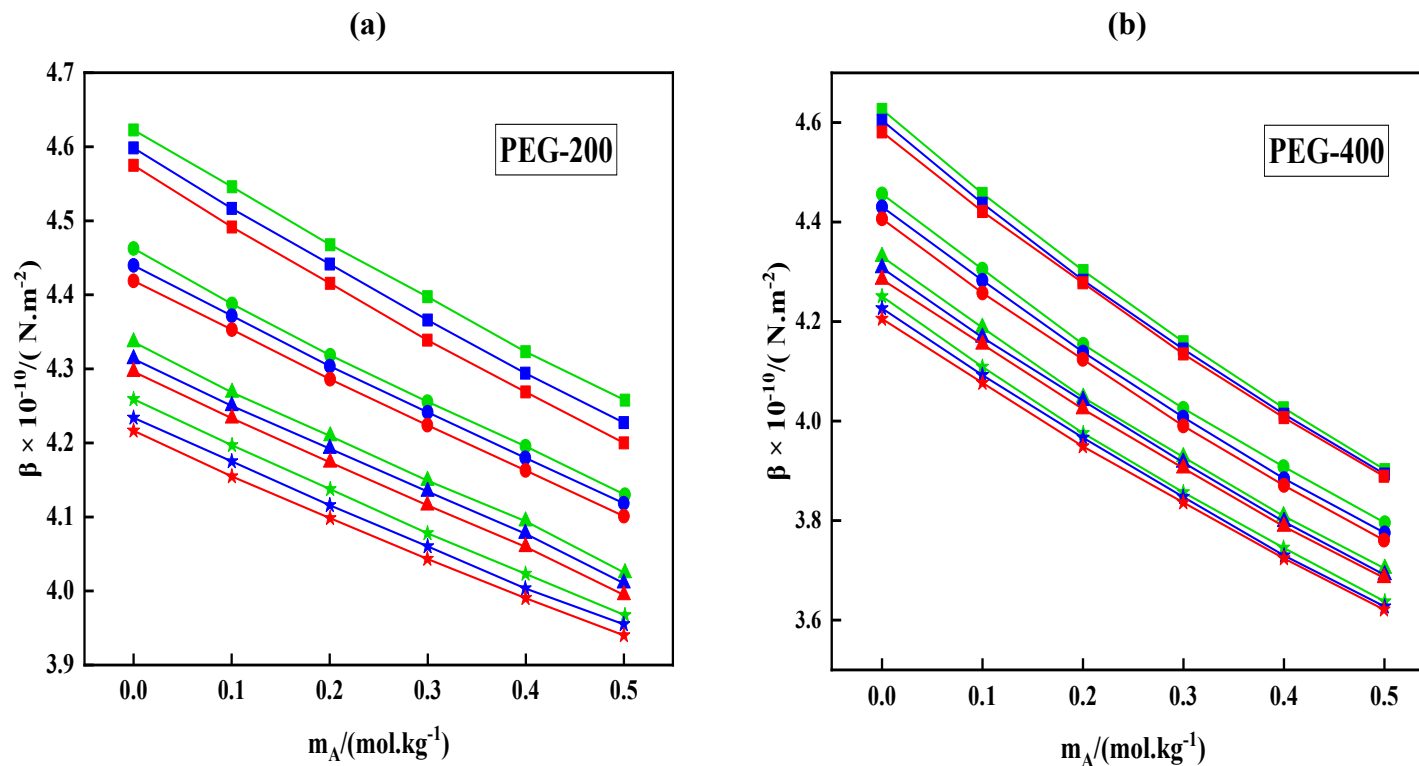 (a)
PEG-200
4.7
4.6
4.5
4.4
4.3
4.2
4.1
4.0
3.9
β × 10⁻¹⁰/( N.m⁻²)
0.0 0.1 0.2 0.3 0.4 0.5
m_A/(mol.kg⁻¹)
(b)
PEG-400
4.6
4.4
4.2
4.0
3.8
3.6
β × 10⁻¹⁰/( N.m⁻²)
0.0 0.1 0.2 0.3 0.4 0.5
m_A/(mol.kg⁻¹)